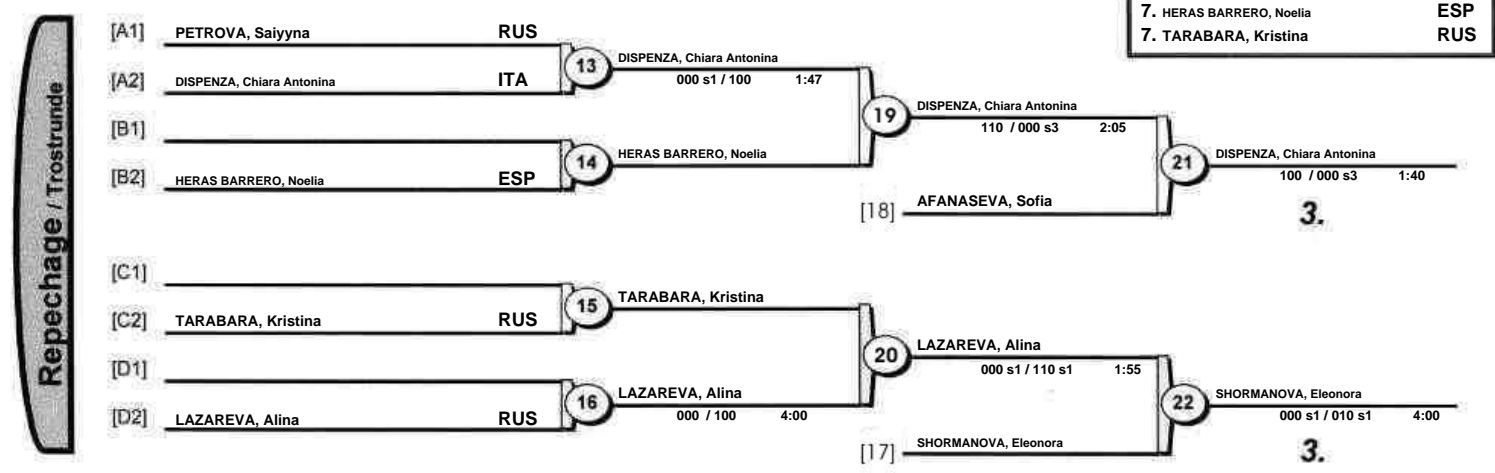 7. HERAS BARRERO, Noelia ESP
7. TARABARA, Kristina RUS
Repechage / Trostrunde
[A1] PETROVA, Saiyyna RUS
13 DISPENZA, Chiara Antonina
000 s1 / 100 1:47
[A2] DISPENZA, Chiara Antonina ITA
19 DISPENZA, Chiara Antonina
110 / 000 s3 2:05
[B1]
14 HERAS BARRERO, Noelia
[B2] HERAS BARRERO, Noelia ESP
21 DISPENZA, Chiara Antonina
100 / 000 s3 1:40
[18] AFANASEVA, Sofia
3.
[C1]
15 TARABARA, Kristina
[C2] TARABARA, Kristina RUS
20 LAZAREVA, Alina
000 s1 / 110 s1 1:55
[D1]
16 LAZAREVA, Alina
000 / 100 4:00
[D2] LAZAREVA, Alina RUS
22 SHORMANOVA, Eleonora
000 s1 / 010 s1 4:00
[17] SHORMANOVA, Eleonora
3.